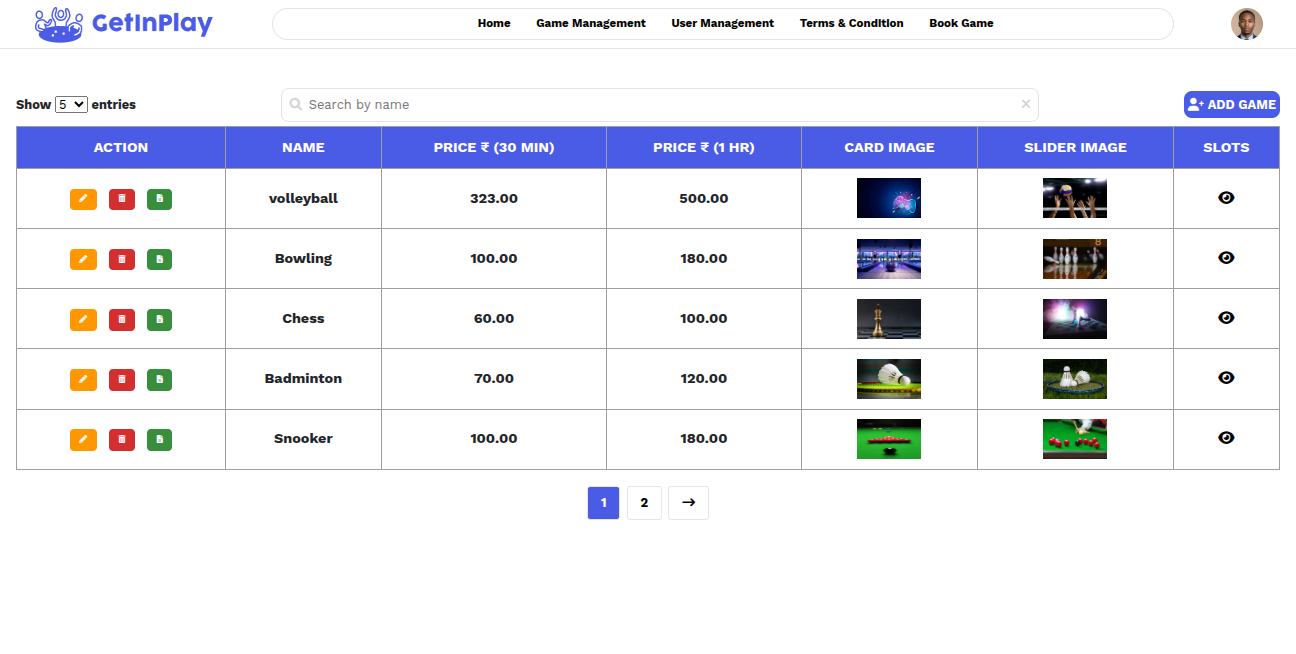 GetInPlay
Home Game Management User Management Terms & Condition Book Game
Show 5 entries Search by name × ADD GAME
ACTION NAME PRICE ₹ (30 MIN) PRICE ₹ (1 HR) CARD IMAGE SLIDER IMAGE SLOTS
volleyball 323.00 500.00
Bowling 100.00 180.00
8
Chess 60.00 100.00
Badminton 70.00 120.00
Snooker 100.00 180.00
1 2 →